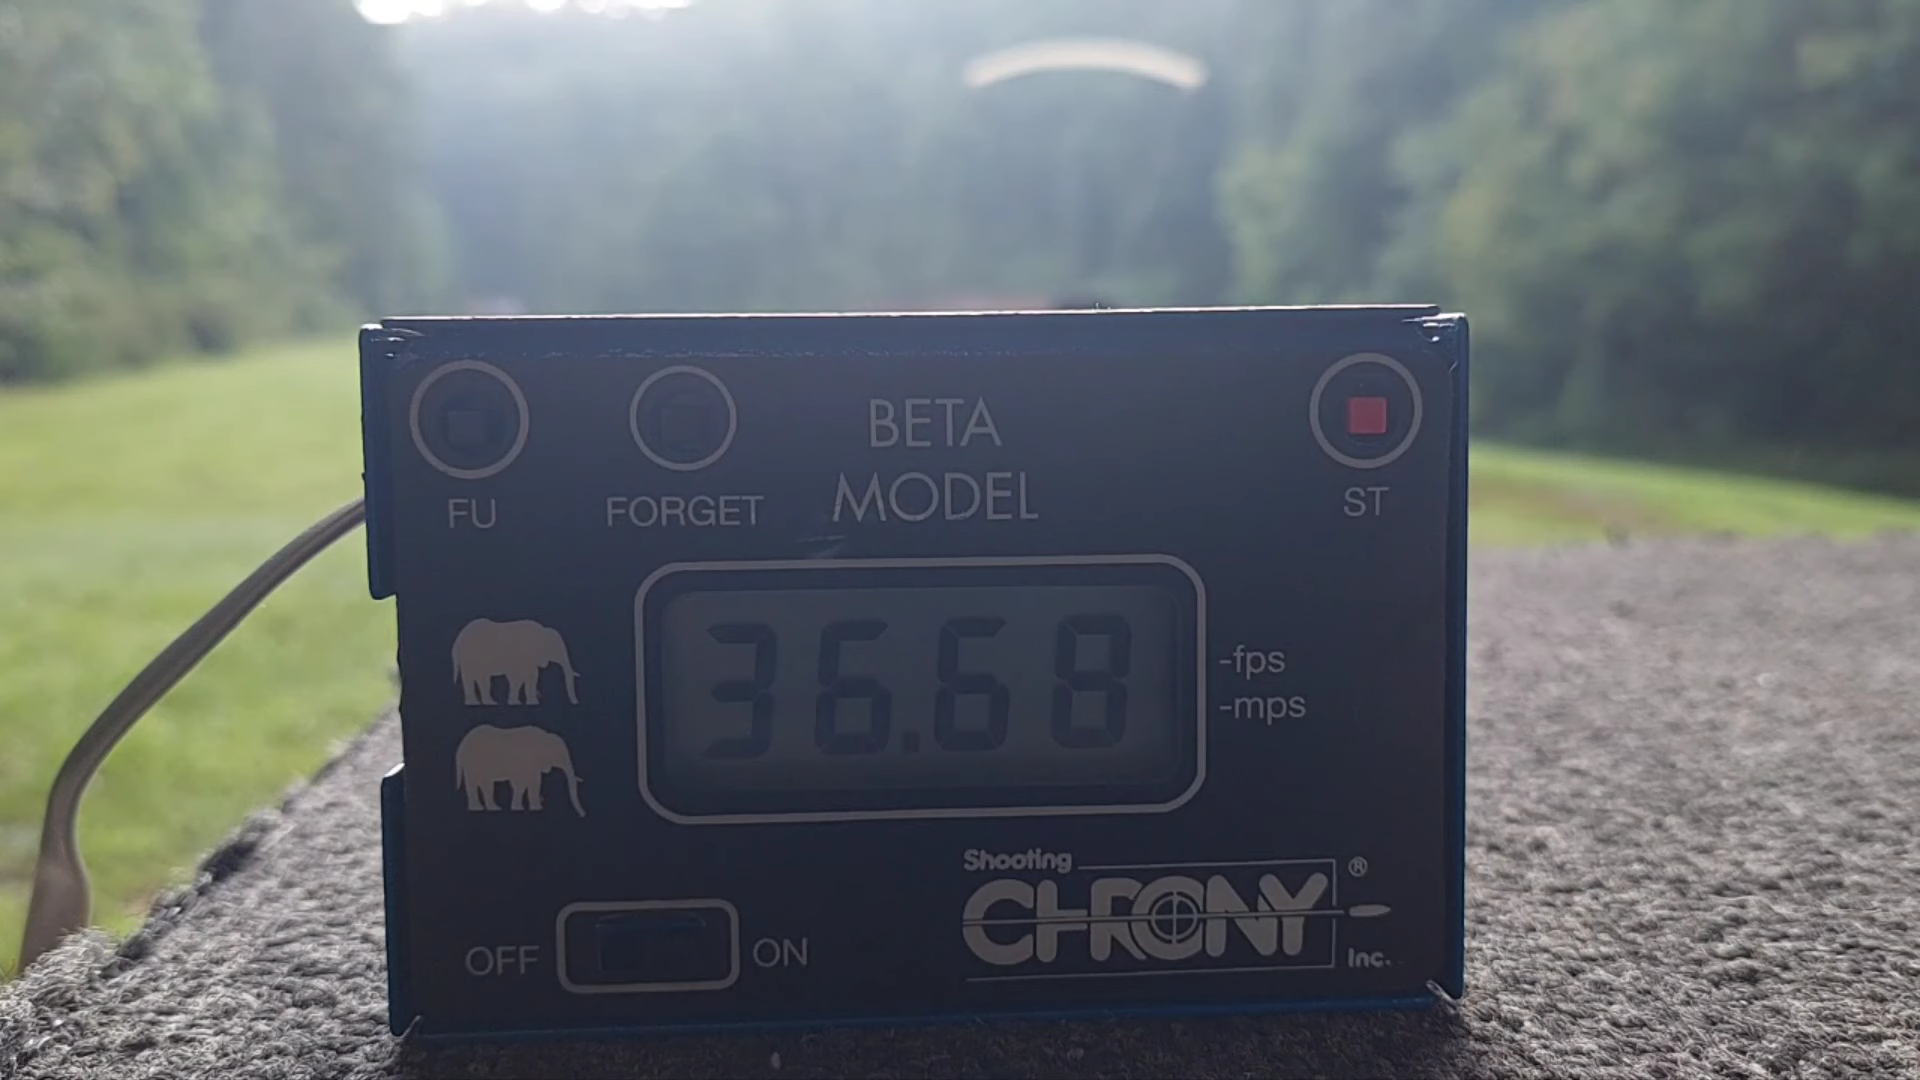 BETA
MODEL
FU
FORGET
ST
36.68
-fps
-mps
Shooting
CHRONY ®
Inc.
OFF
ON